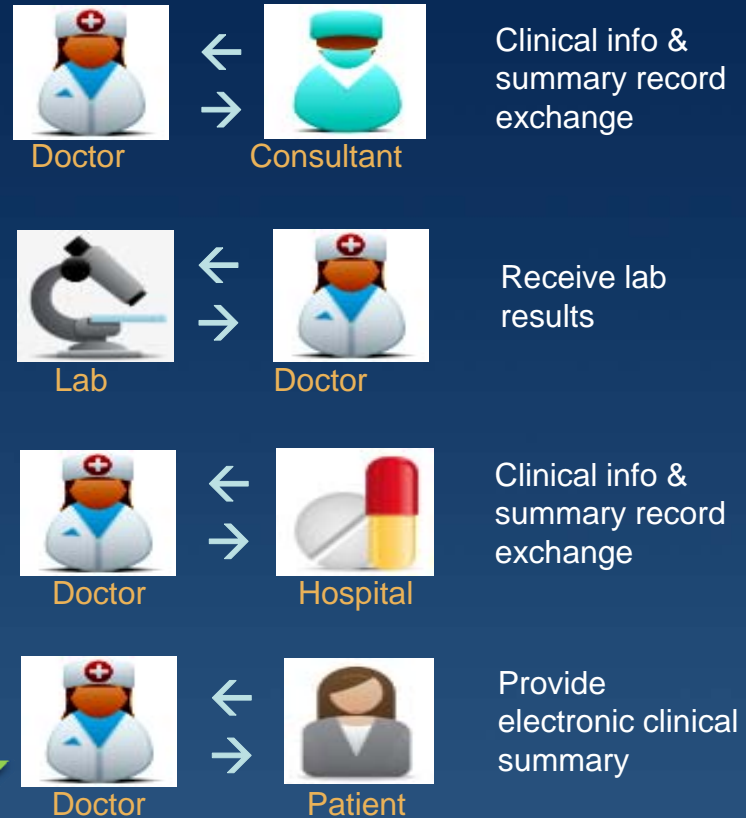 Clinical info &
summary record
exchange
Doctor Consultant
Receive lab
results
Lab Doctor
Clinical info &
summary record
exchange
Doctor Hospital
Provide
electronic clinical
summary
Doctor Patient